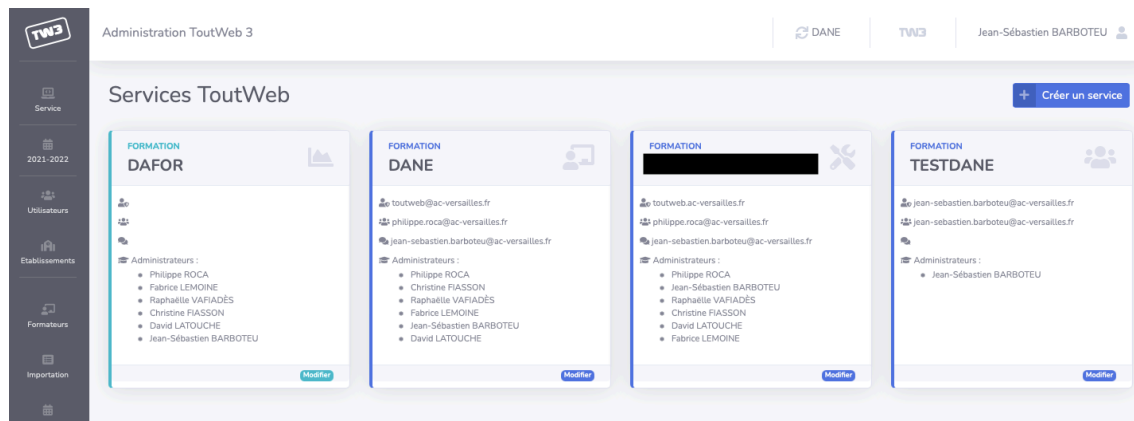 TW3
Administration ToutWeb 3
DANE
TW3
Jean-Sébastien BARBOTEU
Service
2021-2022
Utilisateurs
Etablissements
Formateurs
Importation
Services ToutWeb
+ Créer un service
FORMATION
DAFOR
Administrateurs :
Philippe ROCA
Fabrice LEMOINE
Raphaëlle VAFIADÈS
Christine FIASSON
David LATOUCHE
Jean-Sébastien BARBOTEU
Modifier
FORMATION
DANE
toutweb@ac-versailles.fr
philippe.roca@ac-versailles.fr
jean-sebastien.barboteu@ac-versailles.fr
Administrateurs :
Philippe ROCA
Christine FIASSON
Raphaëlle VAFIADÈS
Fabrice LEMOINE
Jean-Sébastien BARBOTEU
David LATOUCHE
Modifier
FORMATION
toutweb.ac-versailles.fr
philippe.roca@ac-versailles.fr
jean-sebastien.barboteu@ac-versailles.fr
Administrateurs :
Philippe ROCA
Jean-Sébastien BARBOTEU
Raphaëlle VAFIADÈS
Christine FIASSON
David LATOUCHE
Fabrice LEMOINE
Modifier
FORMATION
TESTDANE
jean-sebastien.barboteu@ac-versailles.fr
jean-sebastien.barboteu@ac-versailles.fr
Administrateurs :
Jean-Sébastien BARBOTEU
Modifier